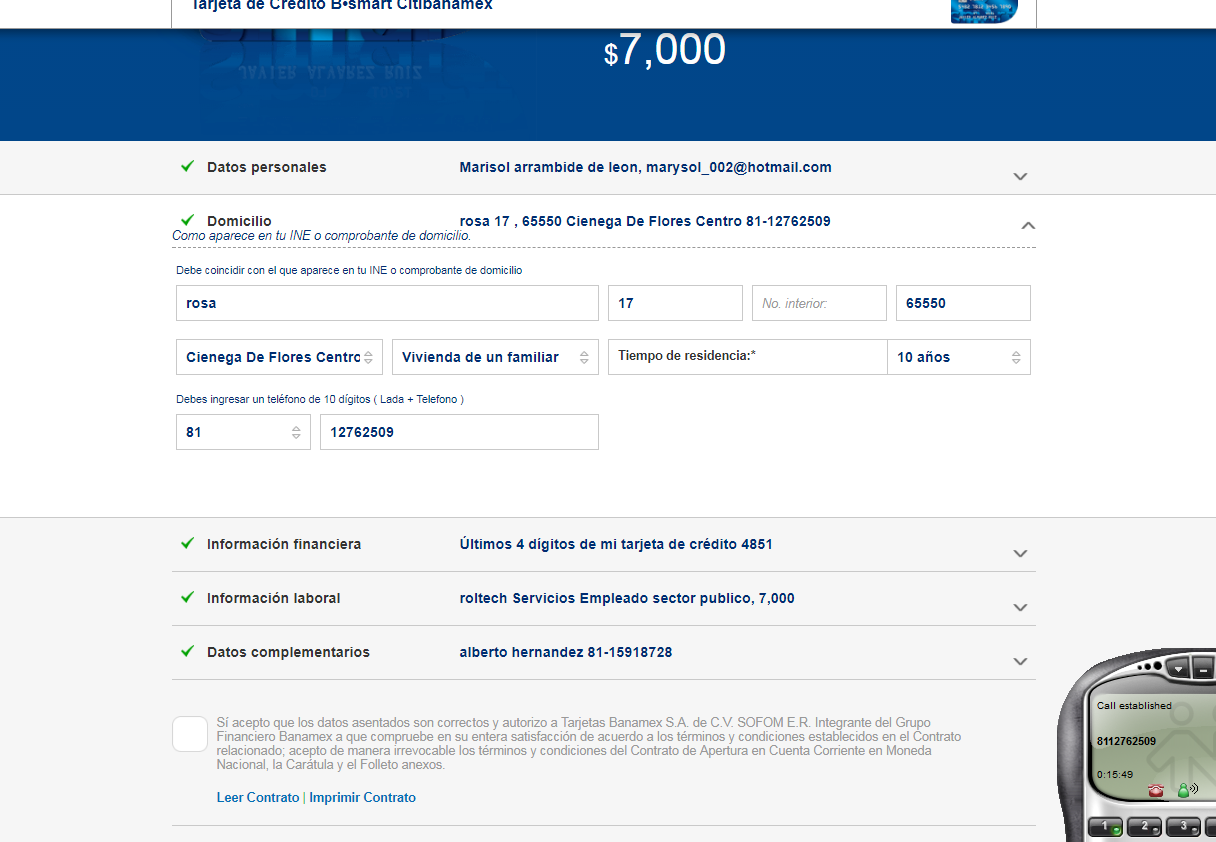 Tarjeta de Crédito B•smart Citibanamex
$7,000
JAVIER ALVAREZ RUIZ
Datos personales
Marisol arrambide de leon, marysol_002@hotmail.com
Domicilio
rosa 17 , 65550 Cienega De Flores Centro 81-12762509
Como aparece en tu INE o comprobante de domicilio.
Debe coincidir con el que aparece en tu INE o comprobante de domicilio
rosa
17
No. interior:
65550
Cienega De Flores Centro
Vivienda de un familiar
Tiempo de residencia:*
10 años
Debes ingresar un teléfono de 10 dígitos ( Lada + Telefono )
81
12762509
Información financiera
Últimos 4 dígitos de mi tarjeta de crédito 4851
Información laboral
roltech Servicios Empleado sector publico, 7,000
Datos complementarios
alberto hernandez 81-15918728
Sí acepto que los datos asentados son correctos y autorizo a Tarjetas Banamex S.A. de C.V. SOFOM E.R. Integrante del Grupo
Financiero Banamex a que compruebe en su entera satisfacción de acuerdo a los términos y condiciones establecidos en el Contrato
relacionado; acepto de manera irrevocable los términos y condiciones del Contrato de Apertura en Cuenta Corriente en Moneda
Nacional, la Carátula y el Folleto anexos.
Leer Contrato | Imprimir Contrato
Call established
8112762509
0:15:49
1
2
3